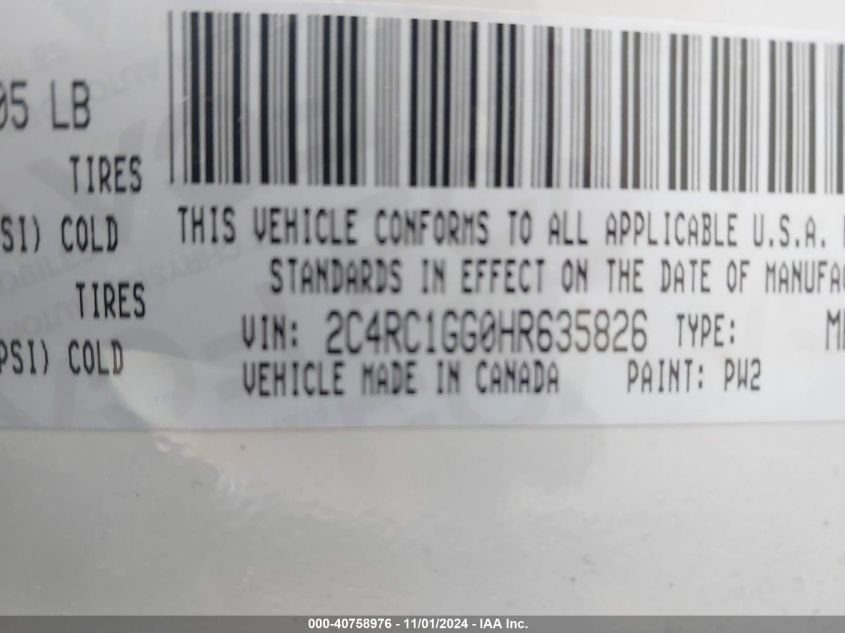 05 LB
TIRES
SI) COLD
TIRES
PSI) COLD
THIS VEHICLE CONFORMS TO ALL APPLICABLE U.S.A.
STANDARDS IN EFFECT ON THE DATE OF MANUFAC
VIN: 2C4RC1GG0HR635826 TYPE:
VEHICLE MADE IN CANADA PAINT: PW2
000-40758976 - 11/01/2024 - IAA Inc.